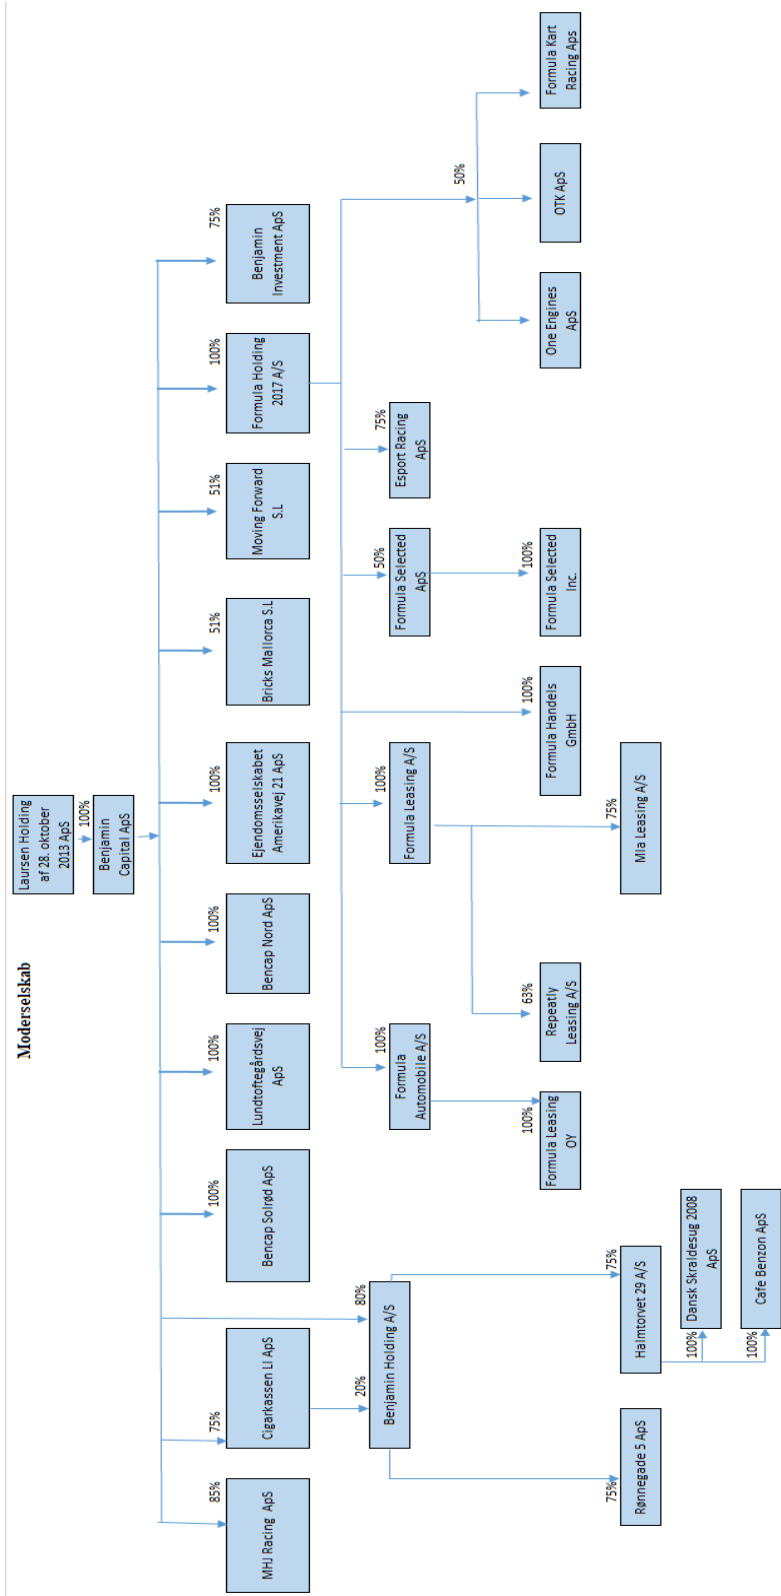 Moderselskab
Laursen Holding
af 28. oktober
2013 ApS
100%
Benjamin
Capital ApS
85%
MHJ Racing ApS
75%
Cigarkassen LI ApS
100%
Bencap Solrød ApS
100%
Lundtoftegårdsvej
ApS
100%
Bencap Nord ApS
100%
Ejendomsselskabet
Amerikavej 21 ApS
51%
Bricks Mallorca S.L
51%
Moving Forward
S.L
100%
Formula Holding
2017 A/S
75%
Benjamin
Investment ApS
20%
80%
Benjamin Holding A/S
100%
Formula
Automobile A/S
100%
Formula Leasing A/S
50%
Formula Selected
ApS
75%
Esport Racing
ApS
50%
100%
Formula Leasing
OY
63%
Repeatly
Leasing A/S
100%
Formula Handels
GmbH
100%
Formula Selected
Inc.
One Engines
ApS
OTK ApS
Formula Kart
Racing Aps
75%
Rønnegade 5 ApS
75%
Halmtorvet 29 A/S
75%
Mla Leasing A/S
100%
Dansk Skraldesug 2008
ApS
100%
Cafe Benzon ApS